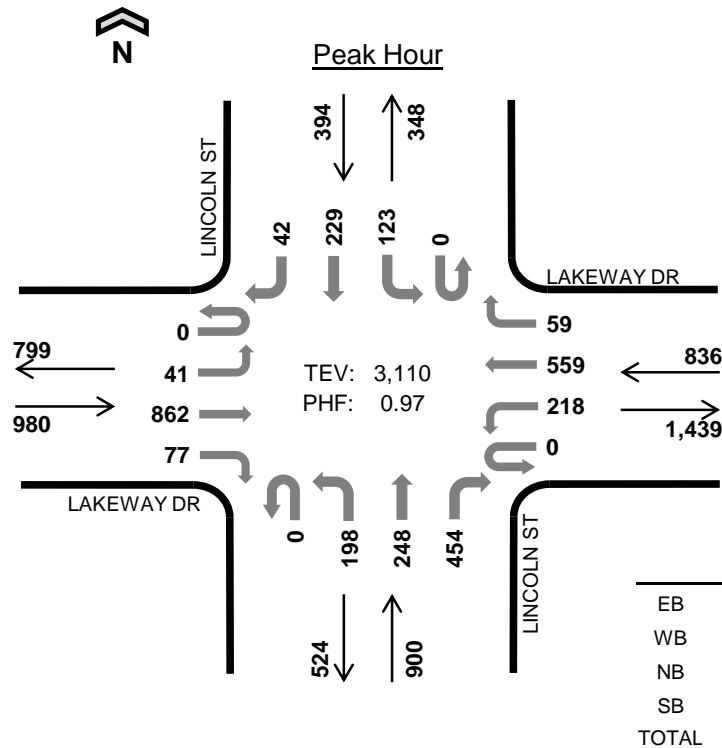 N
Peak Hour
394
348
LINCOLN ST
42
229
123
0
LAKEWAY DR
0
59
799
41
TEV: 3,110
559
836
980
862
PHF: 0.97
218
1,439
77
0
LAKEWAY DR
0
198
248
454
LINCOLN ST
524
900
EB
WB
NB
SB
TOTAL